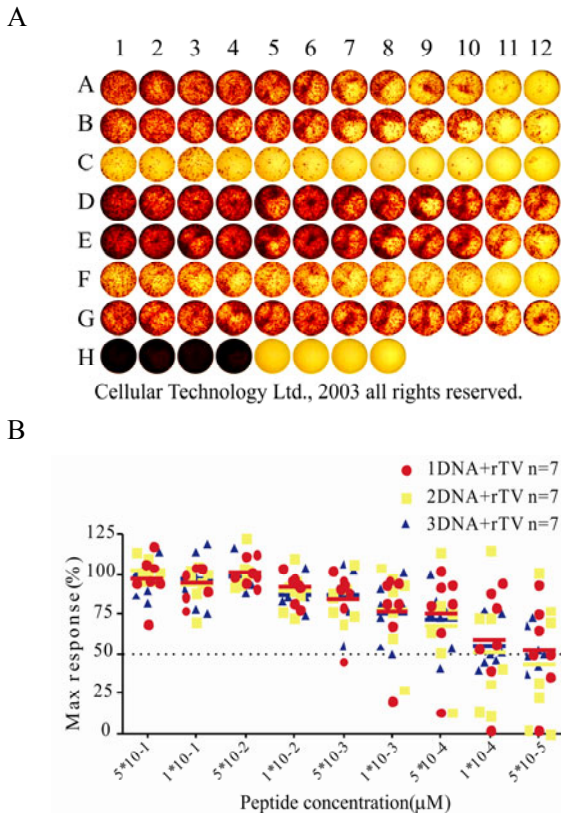 A
1 2 3 4 5 6 7 8 9 10 11 12
A
B
C
D
E
F
G
H
Cellular Technology Ltd., 2003 all rights reserved.
B
1DNA+rTV n=7
2DNA+rTV n=7
3DNA+rTV n=7
Max response(%)
125
100
75
50
25
0
5*10-1 1*10-1 5*10-2 1*10-2 5*10-3 1*10-3 5*10-4 1*10-4 5*10-5
Peptide concentration(μM)